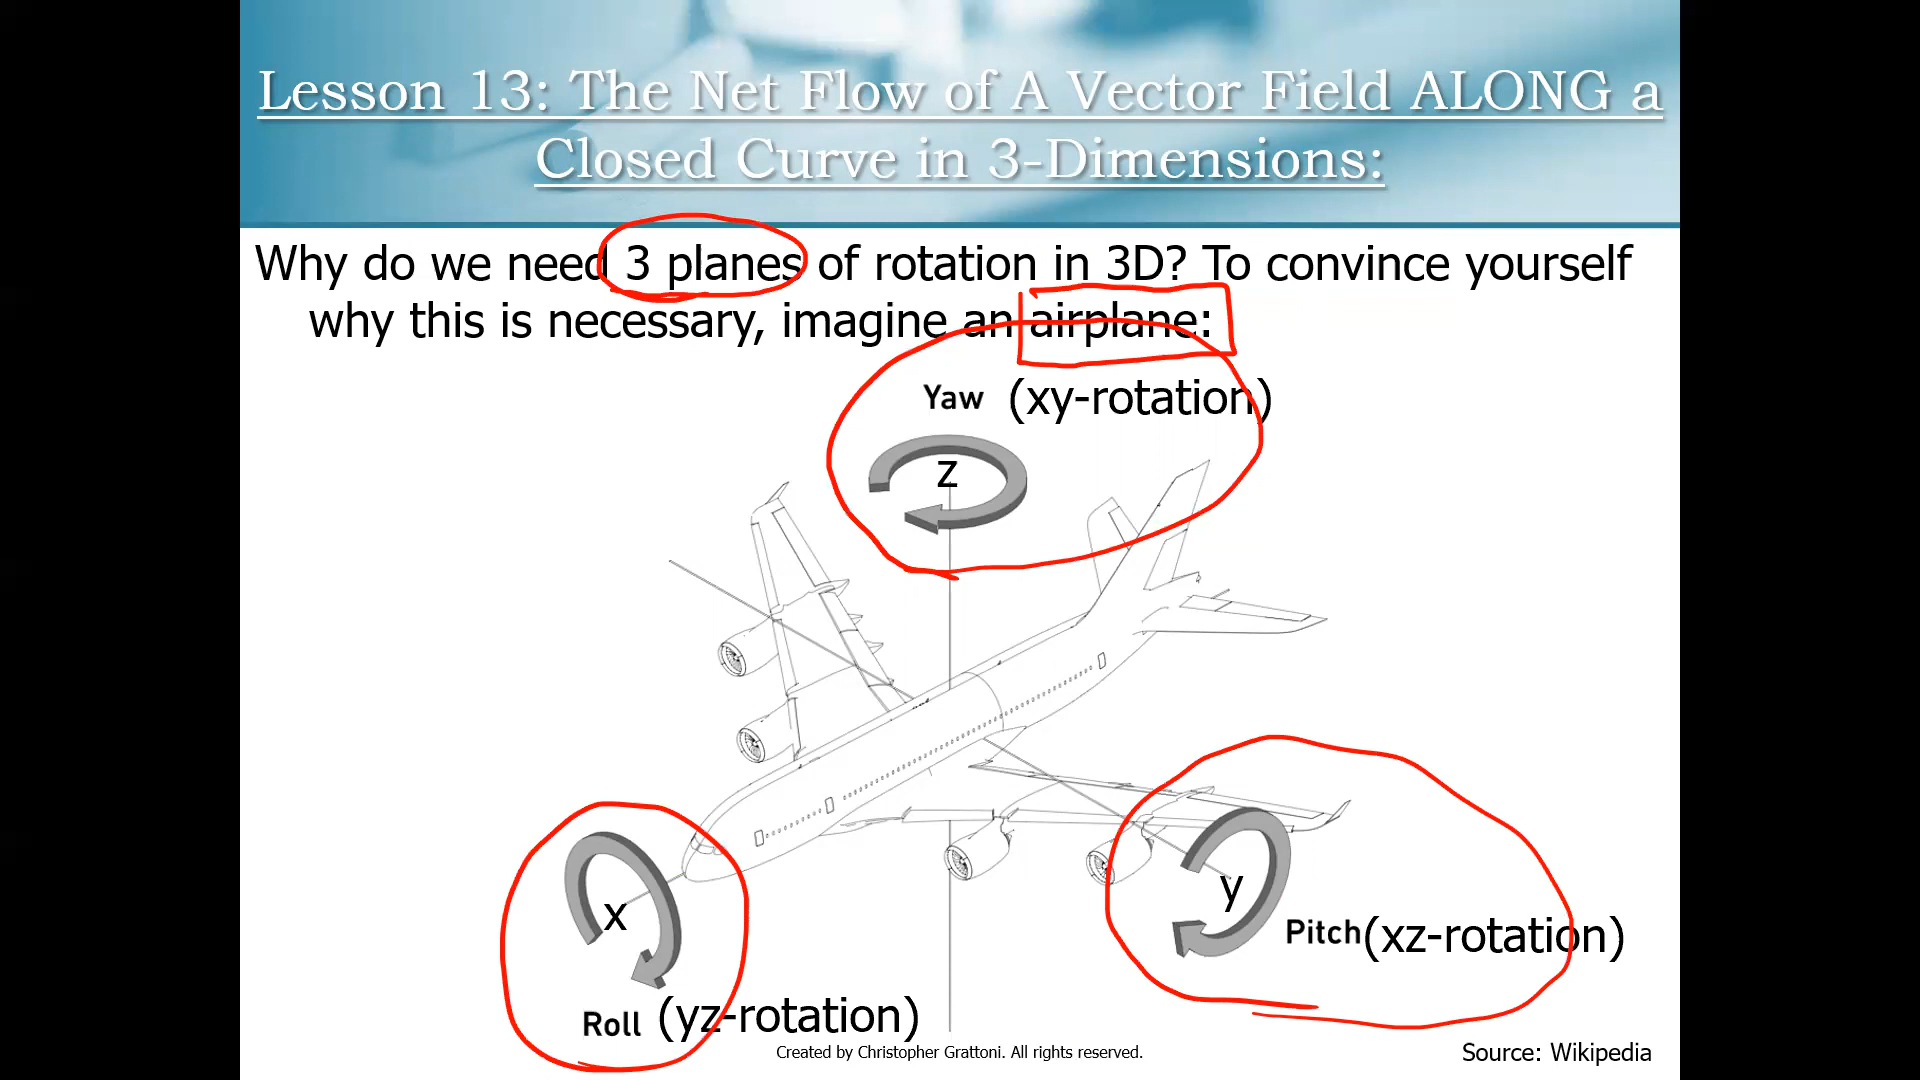 Lesson 13: The Net Flow of A Vector Field ALONG a
Closed Curve in 3-Dimensions:
Why do we need 3 planes of rotation in 3D? To convince yourself
why this is necessary, imagine an airplane:
Yaw (xy-rotation)
z
x
y
Pitch(xz-rotation)
Roll (yz-rotation)
Created by Christopher Grattoni. All rights reserved.
Source: Wikipedia